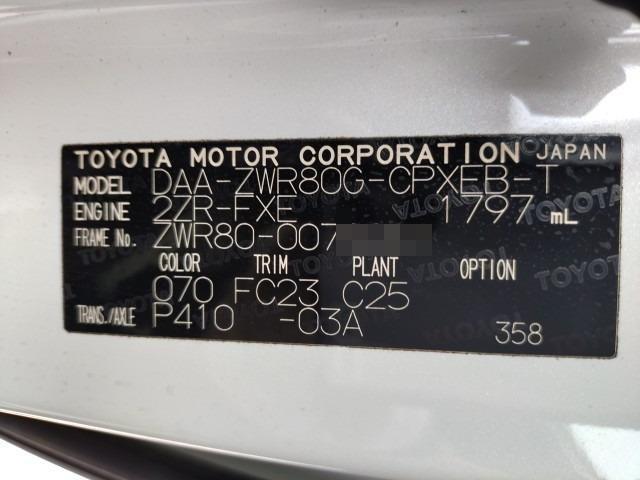 TOYOTA MOTOR CORPORATION JAPAN
MODEL DAA-ZWR80G-CPXEB-T
ENGINE 2ZR-FXE 1797 mL
FRAME No. ZWR80-007
COLOR TRIM PLANT OPTION
070 FC23 C25
TRANS./AXLE P410 -03A 358